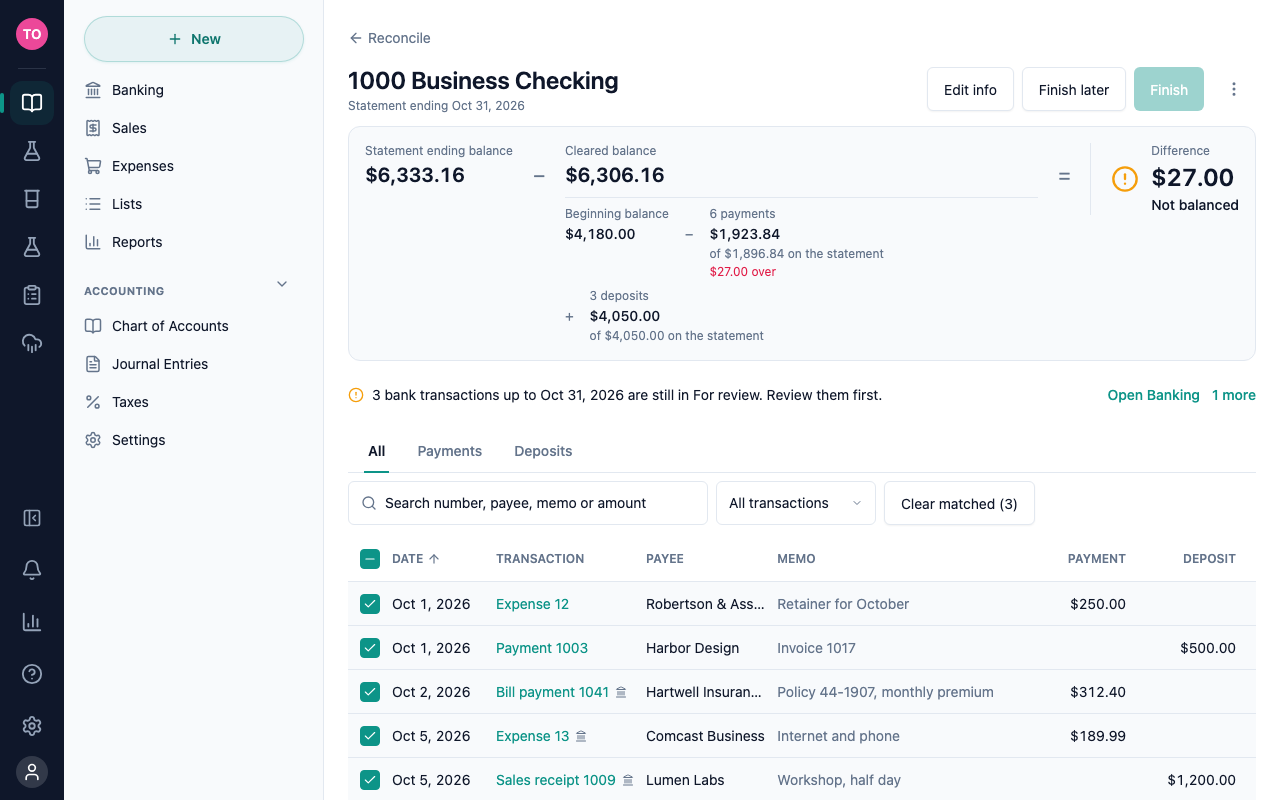 TO
New
Banking
Sales
Expenses
Lists
Reports
ACCOUNTING
Chart of Accounts
Journal Entries
Taxes
Settings
Reconcile
1000 Business Checking
Statement ending Oct 31, 2026
Edit info
Finish later
Finish
Statement ending balance
$6,333.16
–
Cleared balance
$6,306.16
=
Difference
$27.00
Not balanced
Beginning balance
$4,180.00
–
6 payments
$1,923.84
of $1,896.84 on the statement
$27.00 over
+
3 deposits
$4,050.00
of $4,050.00 on the statement
3 bank transactions up to Oct 31, 2026 are still in For review. Review them first.
Open Banking 1 more
All Payments Deposits
Search number, payee, memo or amount
All transactions
Clear matched (3)
DATE TRANSACTION PAYEE MEMO PAYMENT DEPOSIT
Oct 1, 2026 Expense 12 Robertson & Ass... Retainer for October $250.00
Oct 1, 2026 Payment 1003 Harbor Design Invoice 1017 $500.00
Oct 2, 2026 Bill payment 1041 Hartwell Insuran... Policy 44-1907, monthly premium $312.40
Oct 5, 2026 Expense 13 Comcast Business Internet and phone $189.99
Oct 5, 2026 Sales receipt 1009 Lumen Labs Workshop, half day $1,200.00